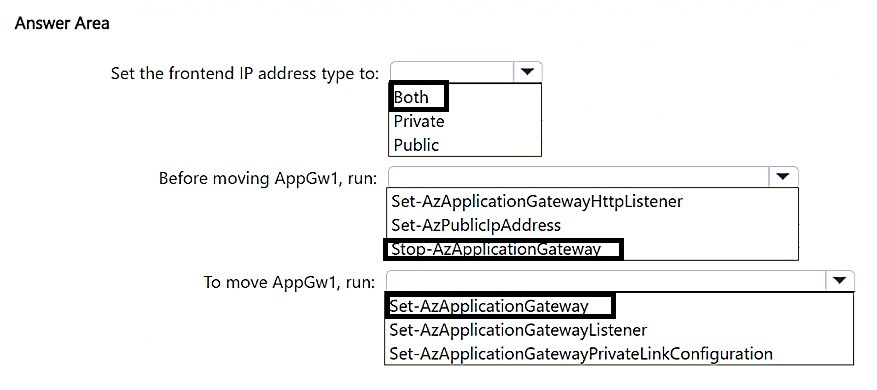 Answer Area
Set the frontend IP address type to:
Both
Private
Public
Before moving AppGw1, run:
Set-AzApplicationGatewayHttpListener
Set-AzPublicIpAddress
Stop-AzApplicationGateway
To move AppGw1, run:
Set-AzApplicationGateway
Set-AzApplicationGatewayListener
Set-AzApplicationGatewayPrivateLinkConfiguration